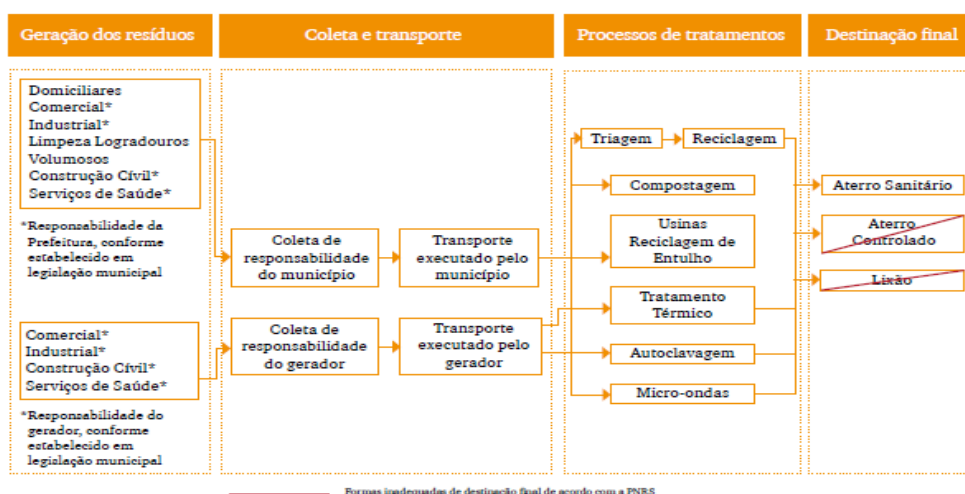 Geração dos resíduos
Coleta e transporte
Processos de tratamentos
Destinação final
Domiciliares
Comercial*
Industrial*
Limpeza Logradouros
Volumosos
Construção Cívil*
Serviços de Saúde*
*Responsabilidade da
Prefeitura, conforme
estabelecido em
legislação municipal
Comercial*
Industrial*
Construção Cívil*
Serviços de Saúde*
*Responsabilidade do
gerador, conforme
estabelecido em
legislação municipal
Coleta de
responsabilidade
do município
Transporte
executado pelo
município
Coleta de
responsabilidade
do gerador
Transporte
executado pelo
gerador
Triagem
Reciclagem
Compostagem
Usinas
Reciclagem de
Entulho
Tratamento
Térmico
Autoclavagem
Micro-ondas
Aterro Sanitário
Aterro
Controlado
Lixão
Formas inadequadas de destinação final de acordo com a PNRS